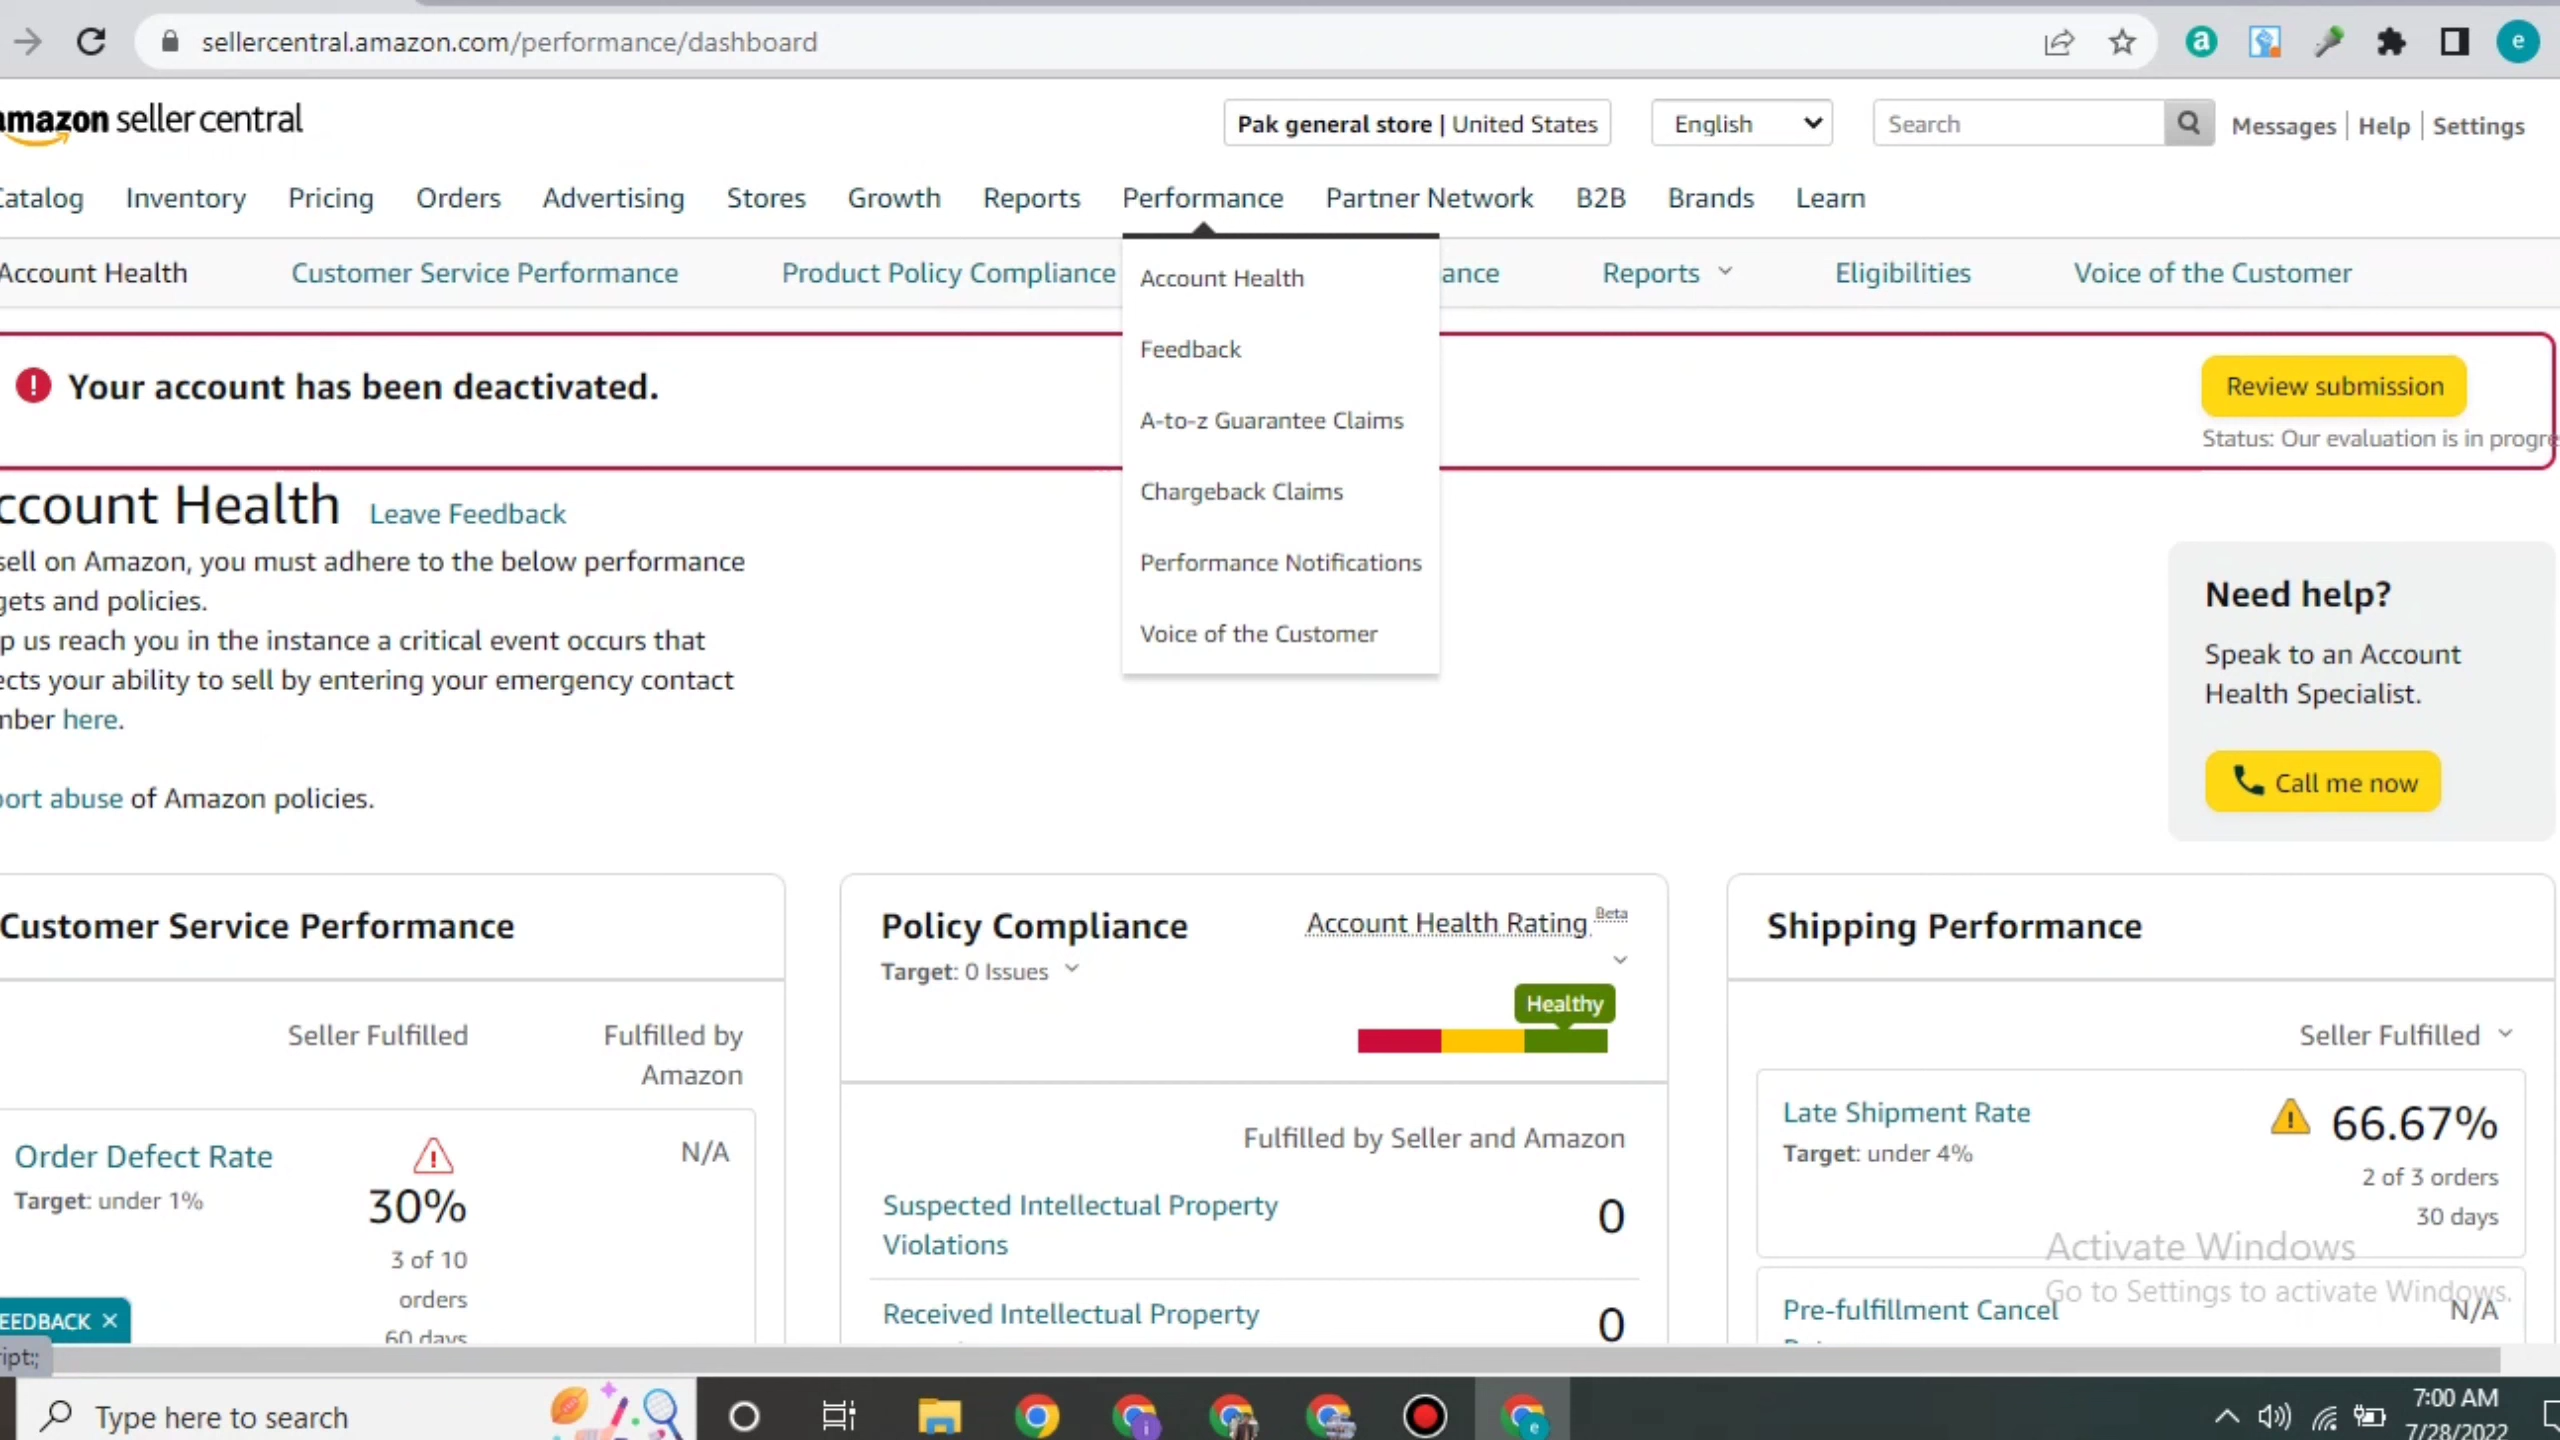 sellercentral.amazon.com/performance/dashboard
e
amazon seller central
Pak general store | United States
English
Search
Messages | Help | Settings
Catalog Inventory Pricing Orders Advertising Stores Growth Reports Performance Partner Network B2B Brands Learn
Account Health Customer Service Performance Product Policy Compliance ance Reports Eligibilities Voice of the Customer
Account Health
Feedback
A-to-z Guarantee Claims
Chargeback Claims
Performance Notifications
Voice of the Customer
Your account has been deactivated.
Review submission
Status: Our evaluation is in progre
ccount Health Leave Feedback
sell on Amazon, you must adhere to the below performance
gets and policies.
p us reach you in the instance a critical event occurs that
ects your ability to sell by entering your emergency contact
mber here.
port abuse of Amazon policies.
Need help?
Speak to an Account
Health Specialist.
Call me now
Customer Service Performance
Seller Fulfilled Fulfilled by
Amazon
Order Defect Rate
Target: under 1%
30%
3 of 10
orders
60 days
N/A
Policy Compliance
Target: 0 Issues
Account Health Rating Beta
Healthy
Fulfilled by Seller and Amazon
Suspected Intellectual Property
Violations
0
Received Intellectual Property
0
Shipping Performance
Seller Fulfilled
Late Shipment Rate
Target: under 4%
66.67%
2 of 3 orders
30 days
Pre-fulfillment Cancel
N/A
Activate Windows
Go to Settings to activate Windows.
EEDBACK ×
ript:;
Type here to search
7:00 AM
7/28/2022